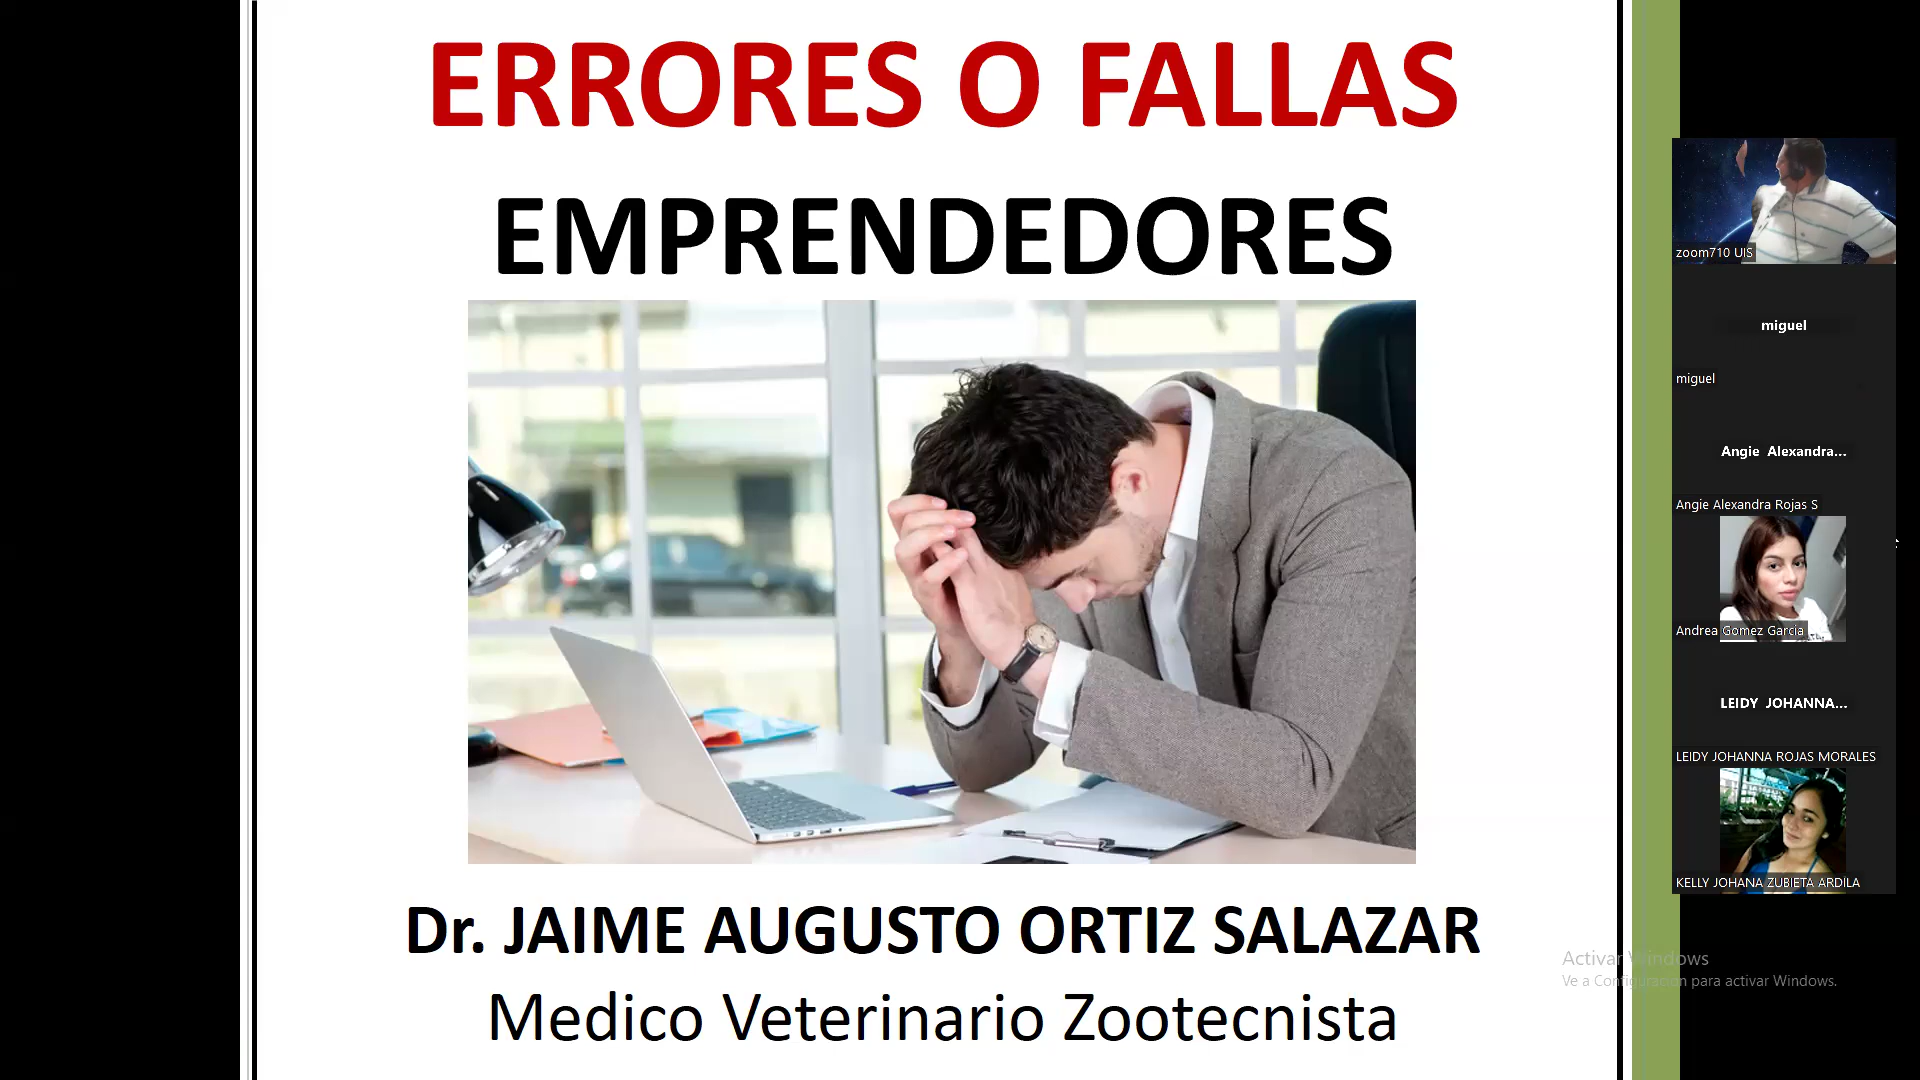 ERRORES O FALLAS
EMPRENDEDORES
Dr. JAIME AUGUSTO ORTIZ SALAZAR
Medico Veterinario Zootecnista
zoom710 UIS
miguel
miguel
Angie Alexandra...
Angie Alexandra Rojas S
Andrea Gomez Garcia
LEIDY JOHANNA...
LEIDY JOHANNA ROJAS MORALES
KELLY JOHANA ZUBIETA ARDILA
Activar Windows
Ve a Configuración para activar Windows.